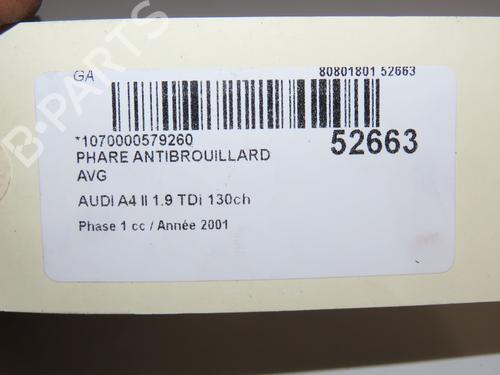 B-PARTS
GA 80801801 52663
*1070000579260 52663
PHARE ANTIBROUILLARD
AVG
AUDI A4 II 1.9 TDi 130ch
Phase 1 cc / Année 2001